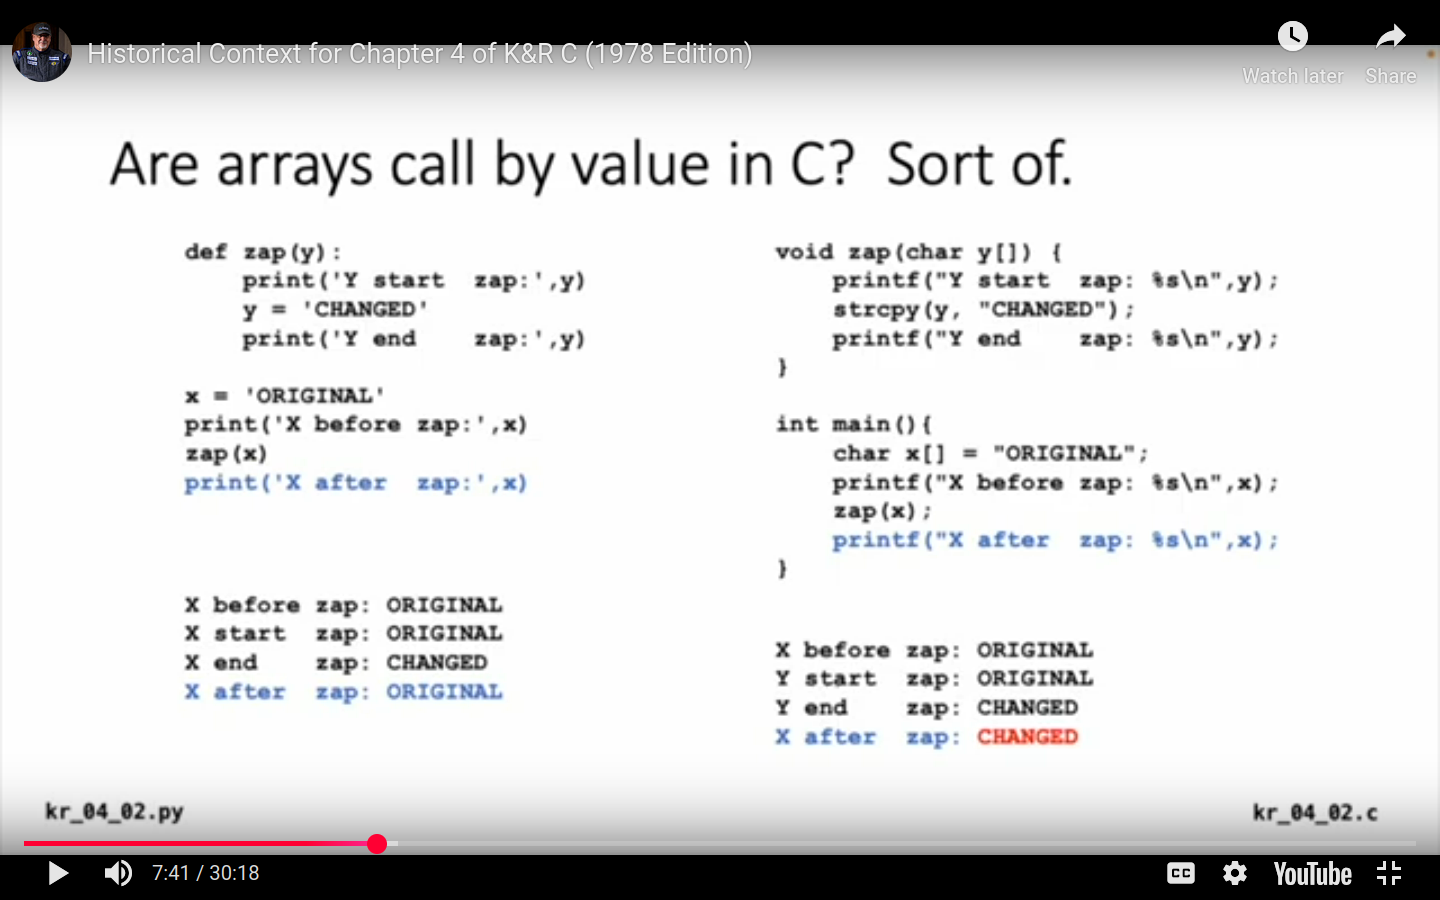 Historical Context for Chapter 4 of K&R C (1978 Edition)
Watch later
Share
Are arrays call by value in C?  Sort of.
def zap(y):
    print('Y start  zap:',y)
    y = 'CHANGED'
    print('Y end    zap:',y)
x = 'ORIGINAL'
print('X before zap:',x)
zap(x)
print('X after  zap:',x)
X before zap: ORIGINAL
X start  zap: ORIGINAL
X end    zap: CHANGED
X after  zap: ORIGINAL
void zap(char y[]) {
    printf("Y start  zap: %s\n",y);
    strcpy(y, "CHANGED");
    printf("Y end    zap: %s\n",y);
}
int main(){
    char x[] = "ORIGINAL";
    printf("X before zap: %s\n",x);
    zap(x);
    printf("X after  zap: %s\n",x);
}
X before zap: ORIGINAL
Y start  zap: ORIGINAL
Y end    zap: CHANGED
X after  zap: CHANGED
kr_04_02.py
kr_04_02.c
7:41 / 30:18
CC
YouTube